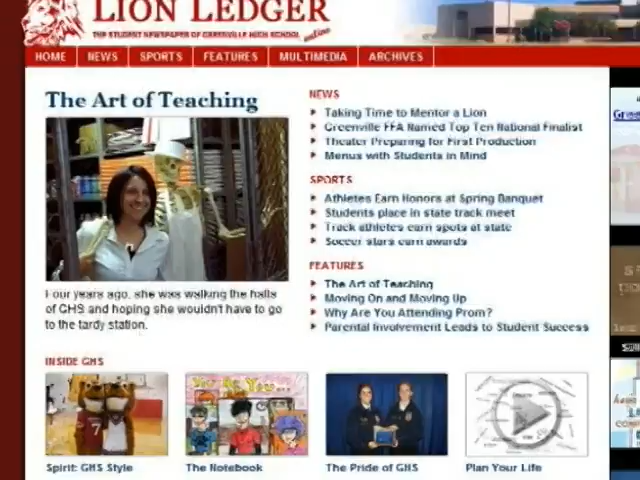 LION LEDGER
THE STUDENT NEWSPAPER OF GREENVILLE HIGH SCHOOL online
HOME NEWS SPORTS FEATURES MULTIMEDIA ARCHIVES
The Art of Teaching
Four years ago, she was walking the halls
of GHS and hoping she wouldn't have to go
to the tardy station.
NEWS
Taking Time to Mentor a Lion
Greenville FFA Named Top Ten National Finalist
Theater Preparing for First Production
Menus with Students in Mind
SPORTS
Athletes Earn Honors at Spring Banquet
Students place in state track meet
Track athletes earn spots at state
Soccer stars earn awards
FEATURES
The Art of Teaching
Moving On and Moving Up
Why Are You Attending Prom?
Parental Involvement Leads to Student Success
INSIDE GHS
Spirit: GHS Style
The Notebook
The Pride of GHS
Plan Your Life